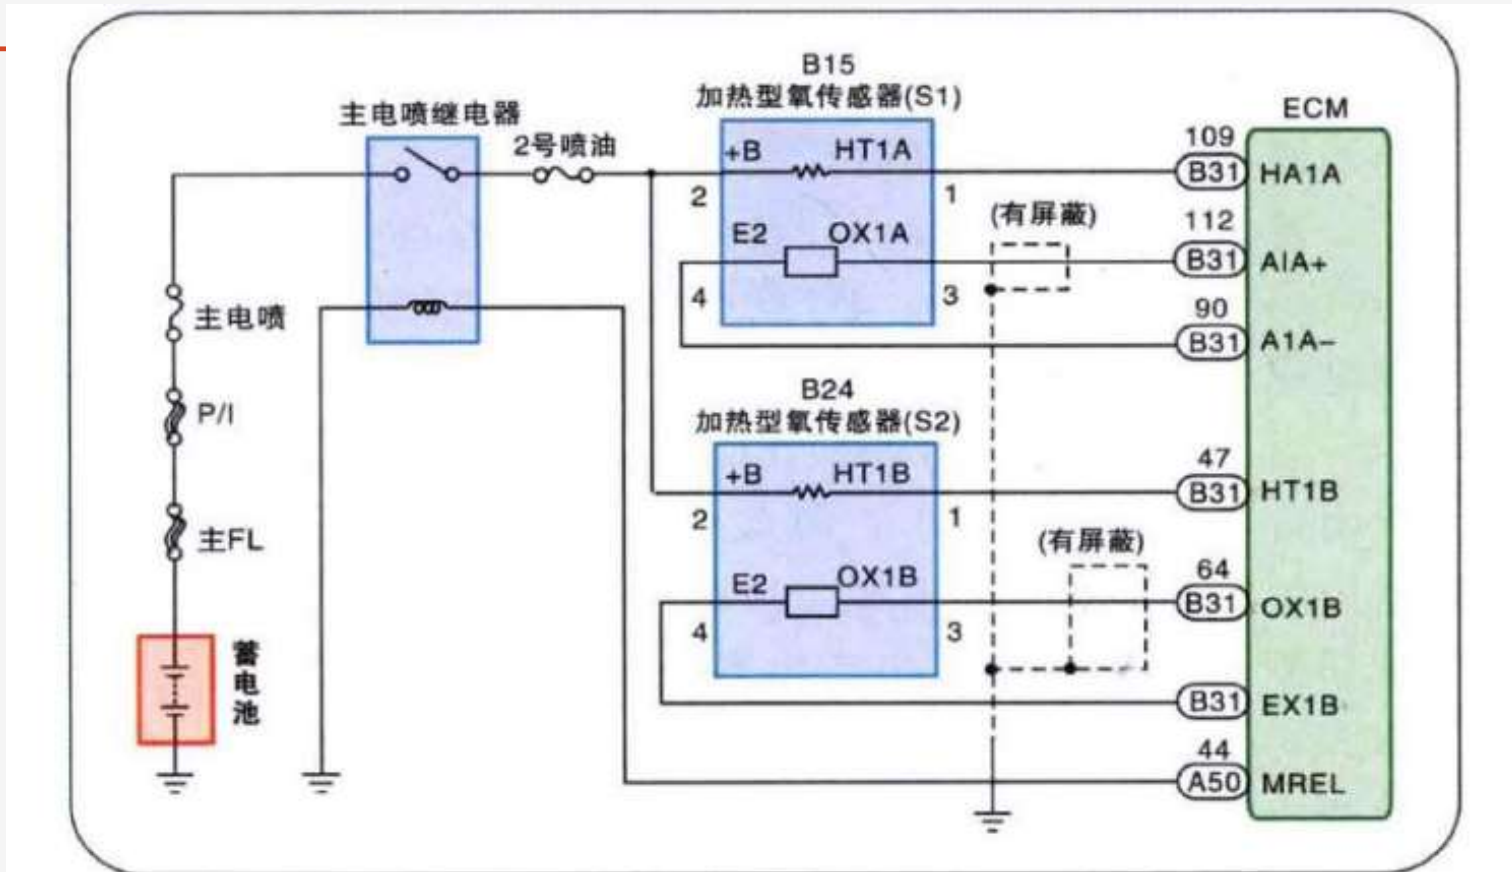 B15
加热型氧传感器(S1)
ECM
主电喷继电器
2号喷油
+B
HT1A
109
B31
HA1A
2
1
(有屏蔽)
E2
OX1A
112
B31
AIA+
4
3
主电喷
90
B31
A1A-
B24
加热型氧传感器(S2)
P/I
+B
HT1B
47
B31
HT1B
2
1
主FL
(有屏蔽)
E2
OX1B
64
B31
OX1B
4
3
蓄电池
B31
EX1B
44
A50
MREL